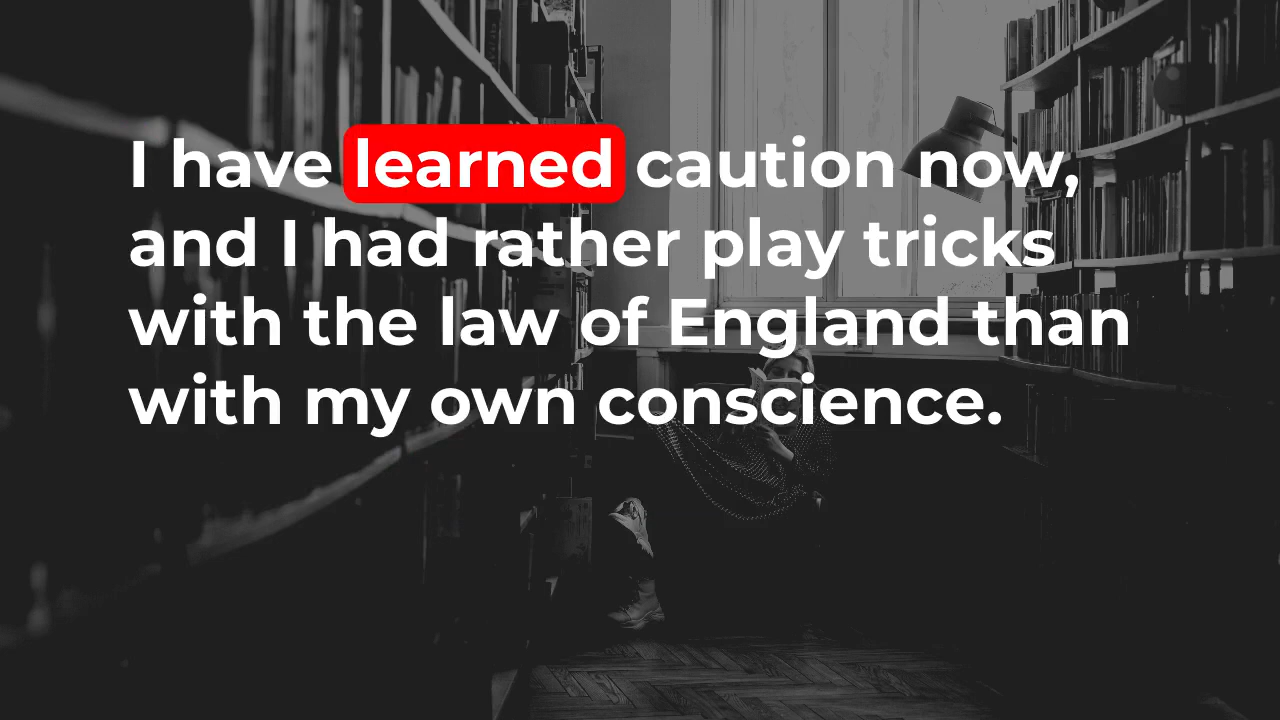 I have learned caution now,
and I had rather play tricks
with the law of England than
with my own conscience.